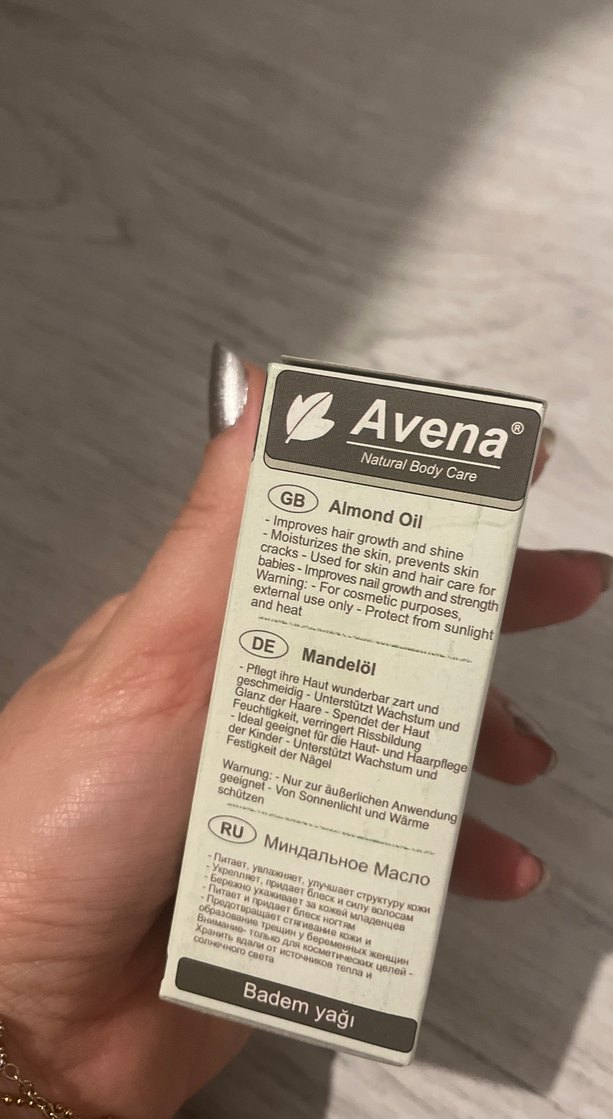 Avena®
Natural Body Care
GB Almond Oil
- Improves hair growth and shine
- Moisturizes the skin, prevents skin
cracks - Used for skin and hair care for
babies - Improves nail growth and strength
Warning: - For cosmetic purposes,
external use only - Protect from sunlight
and heat
DE Mandelöl
- Pflegt ihre Haut wunderbar zart und
geschmeidig - Unterstützt Wachstum und
Glanz der Haare - Spendet der Haut
Feuchtigkeit, verringert Rissbildung
- Ideal geeignet für die Haut- und Haarpflege
der Kinder - Unterstützt Wachstum und
Festigkeit der Nägel
Warnung: - Nur zur äußerlichen Anwendung
geeignet - Von Sonnenlicht und Wärme
schützen
RU Миндальное Масло
- Питает, увлажняет, улучшает структуру кожи
- Укрепляет, придает блеск и силу волосам
- Бережно ухаживает за кожей младенцев
- Питает и придает блеск ногтям
- Предотвращает стягивание кожи и
образование трещин у беременных женщин
Внимание- только для косметических целей -
Хранить вдали от источников тепла и
солнечного света
Badem yağı